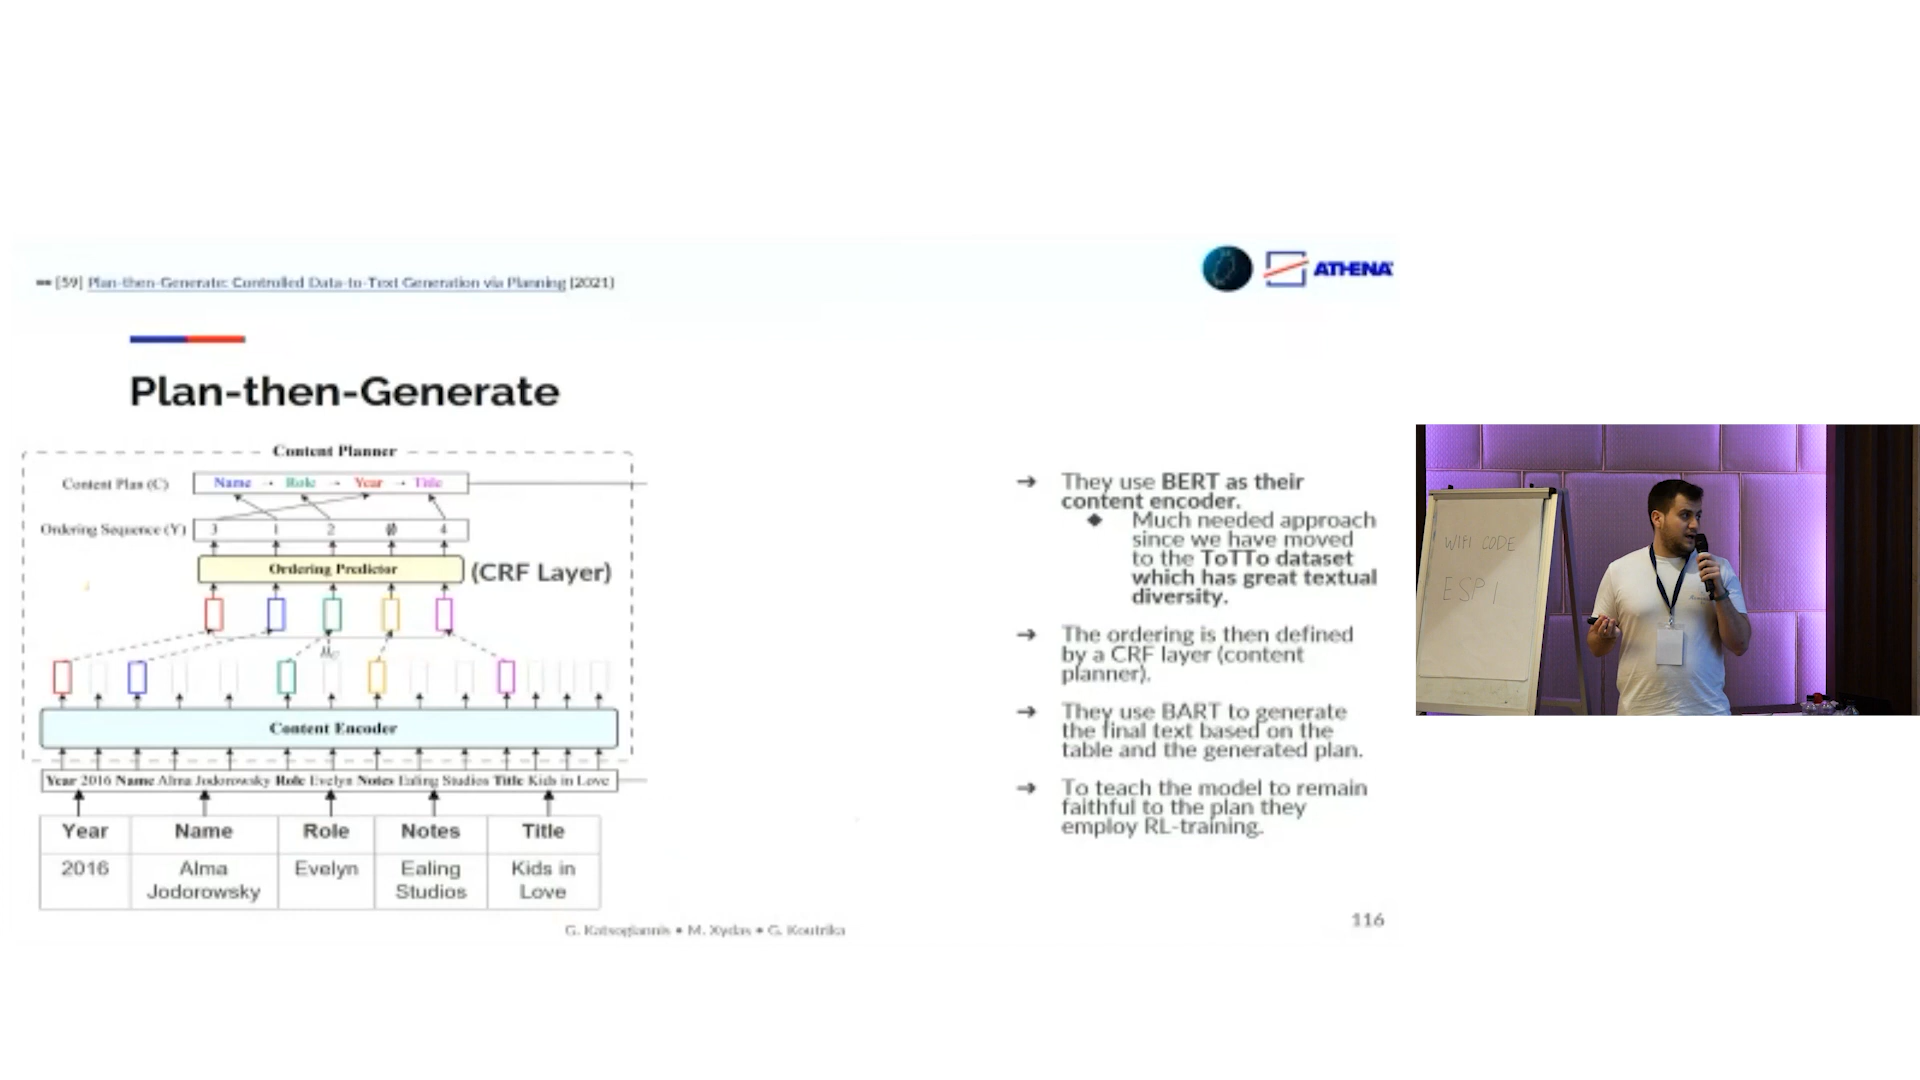 [59] Plan-then-Generate: Controlled Data-to-Text Generation via Planning (2021)
ATHENA
Plan-then-Generate
Content Planner
Content Plan (C) Name → Role → Year → Title
Ordering Sequence (Y) 3 1 2 ∅ 4
Ordering Predictor (CRF Layer)
Content Encoder
Year 2016 Name Alma Jodorowsky Role Evelyn Notes Ealing Studios Title Kids in Love
Year Name Role Notes Title
2016 Alma Jodorowsky Evelyn Ealing Studios Kids in Love
➔ They use BERT as their
content encoder.
◆ Much needed approach
since we have moved
to the ToTTo dataset
which has great textual
diversity.
➔ The ordering is then defined
by a CRF layer (content
planner).
➔ They use BART to generate
the final text based on the
table and the generated plan.
➔ To teach the model to remain
faithful to the plan they
employ RL-training.
G. Katsogiannis • M. Xydas • G. Koutrika
116
WIFI CODE
ESP1